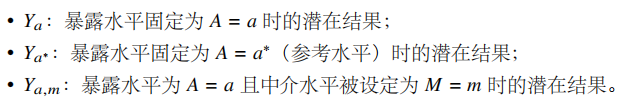 • Yₐ：暴露水平固定为 A = a 时的潜在结果；
• Yₐ*：暴露水平固定为 A = a*（参考水平）时的潜在结果；
• Yₐ,ₘ：暴露水平为 A = a 且中介水平被设定为 M = m 时的潜在结果。